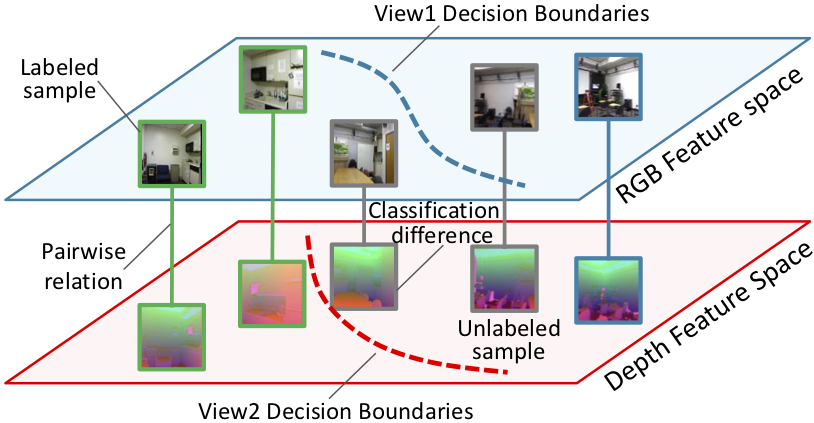 View1 Decision Boundaries
Labeled
sample
RGB Feature space
Classification
difference
Pairwise
relation
Unlabeled
sample
Depth Feature Space
View2 Decision Boundaries